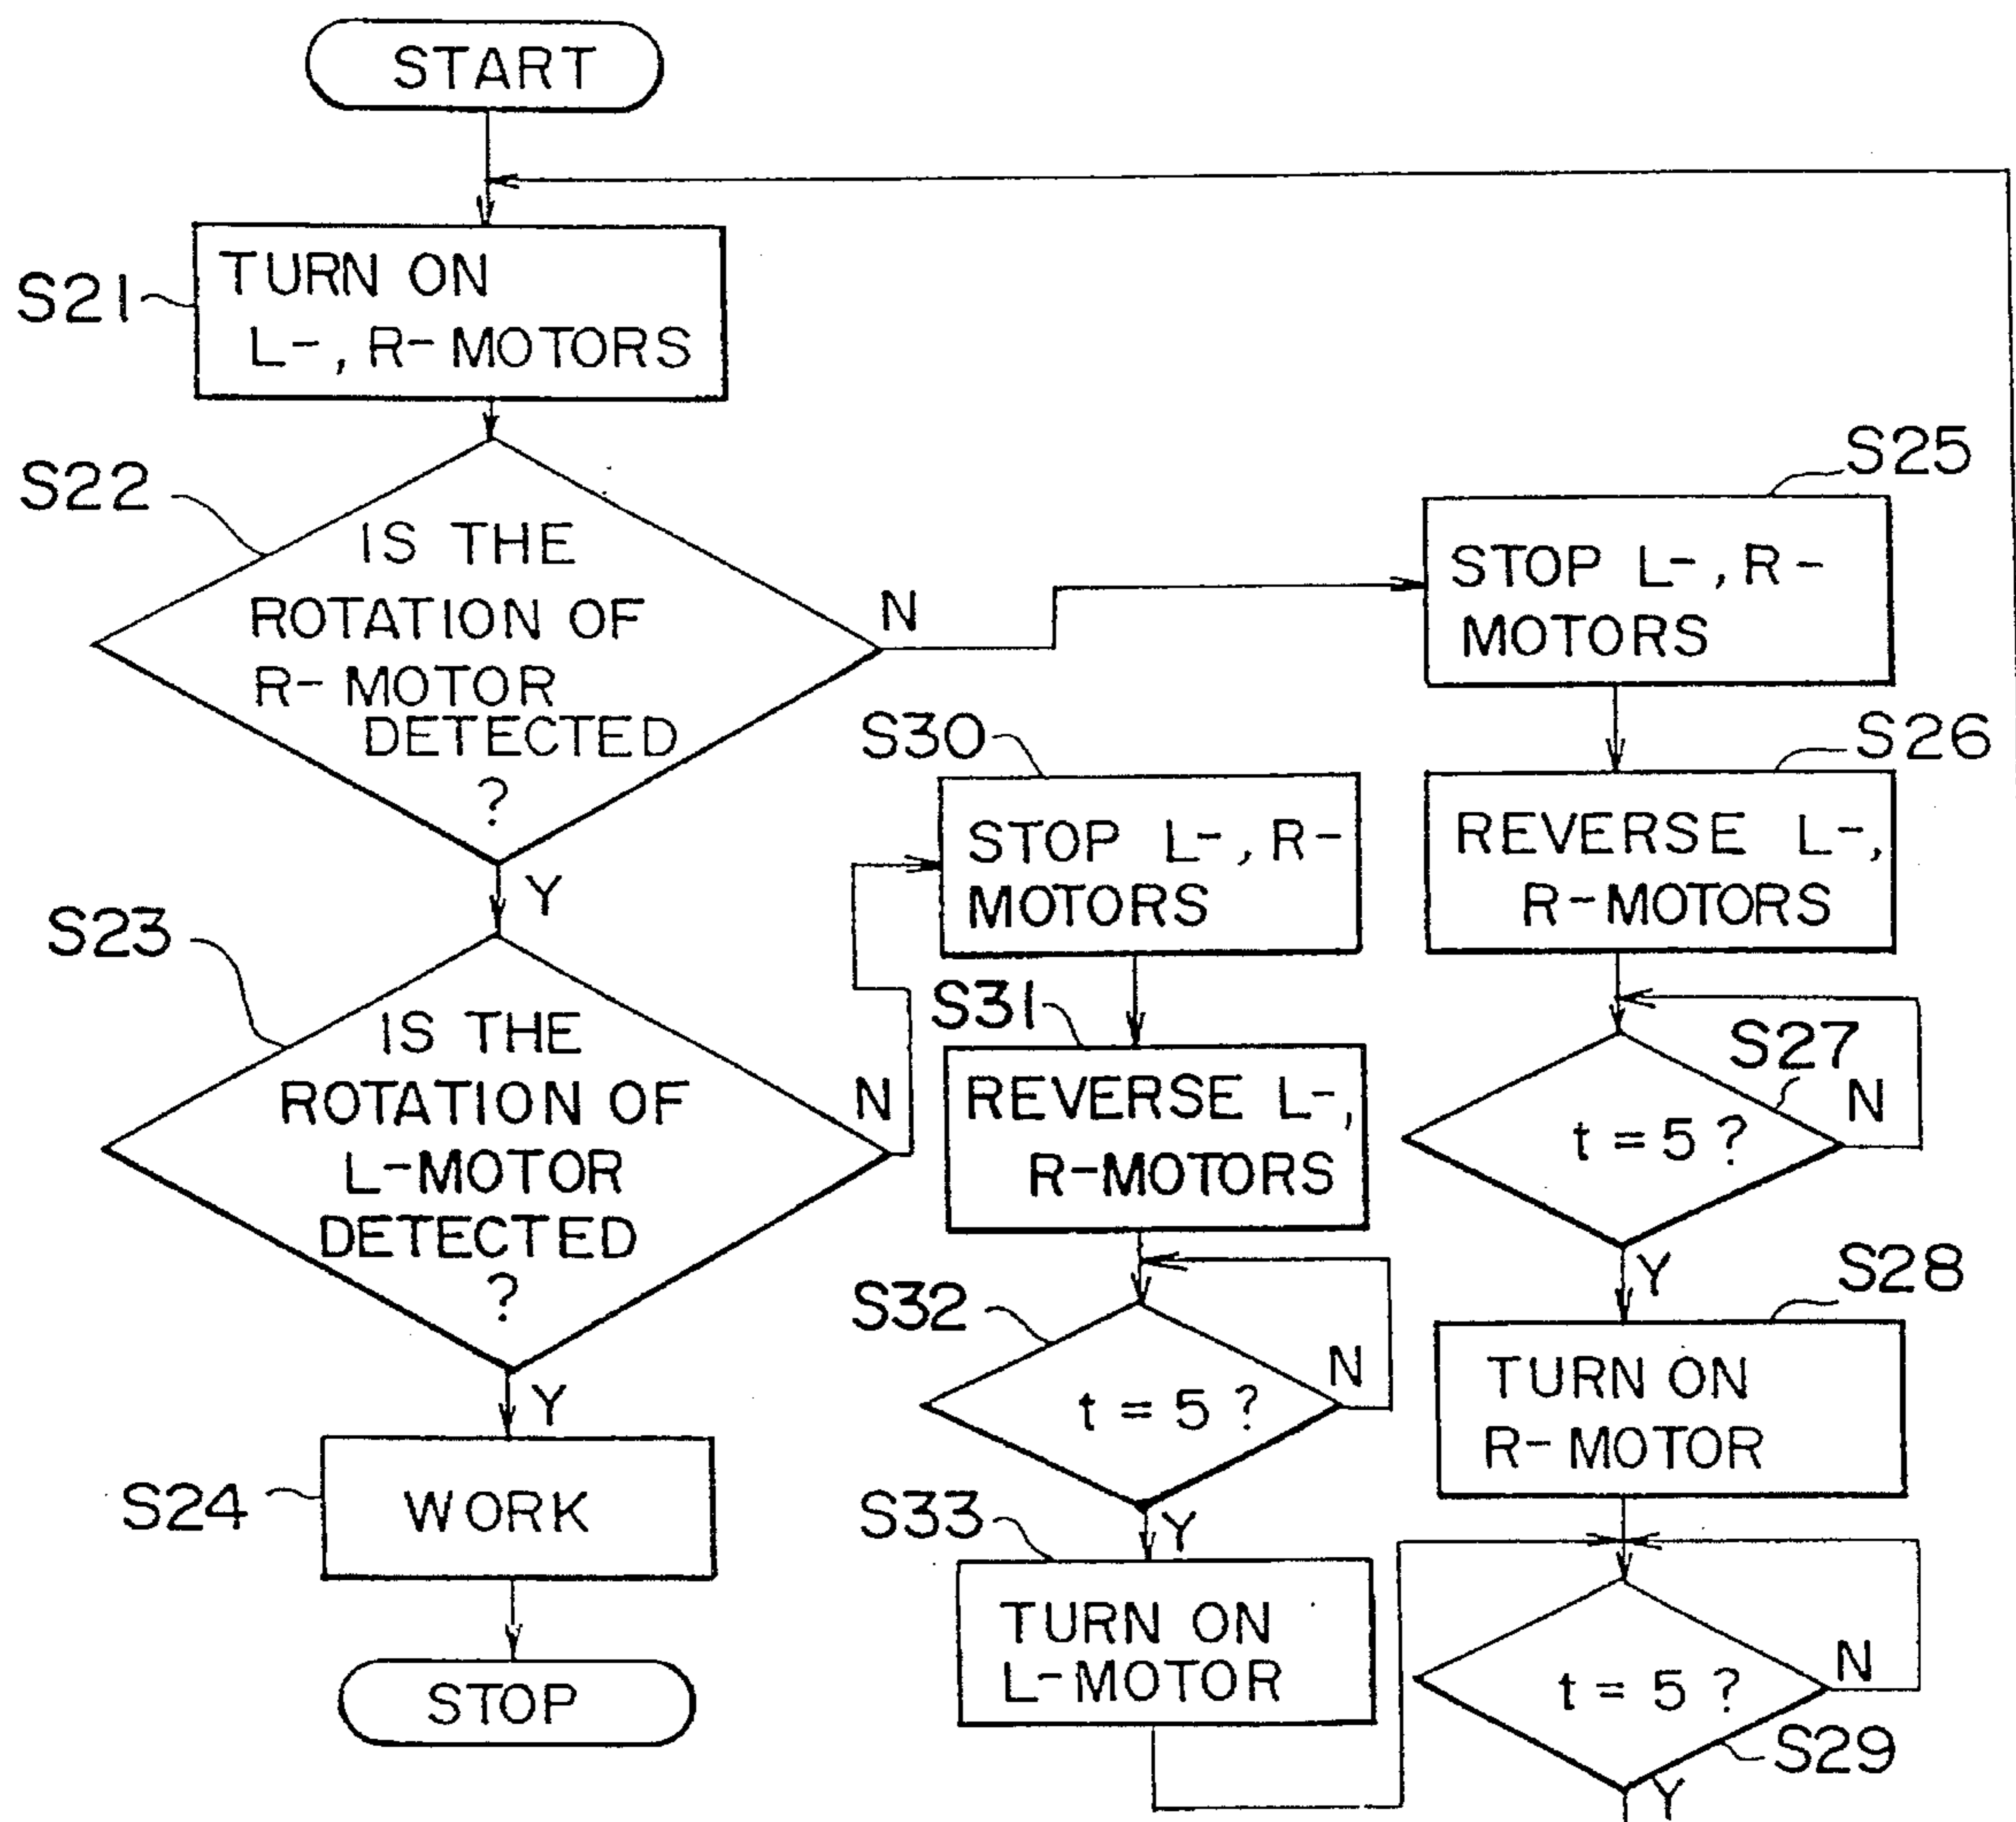 START
S21
TURN ON
L-, R- MOTORS
S22
IS THE
ROTATION OF
R- MOTOR
DETECTED
?
N
Y
S23
IS THE
ROTATION OF
L-MOTOR
DETECTED
?
N
Y
S24
WORK
STOP
S25
STOP L-, R-
MOTORS
S26
REVERSE L-,
R-MOTORS
S27
t = 5 ?
N
Y
S28
TURN ON
R- MOTOR
t = 5 ?
N
S29
Y
S30
STOP L-, R-
MOTORS
S31
REVERSE L-,
R-MOTORS
S32
t = 5 ?
N
Y
S33
TURN ON
L-MOTOR